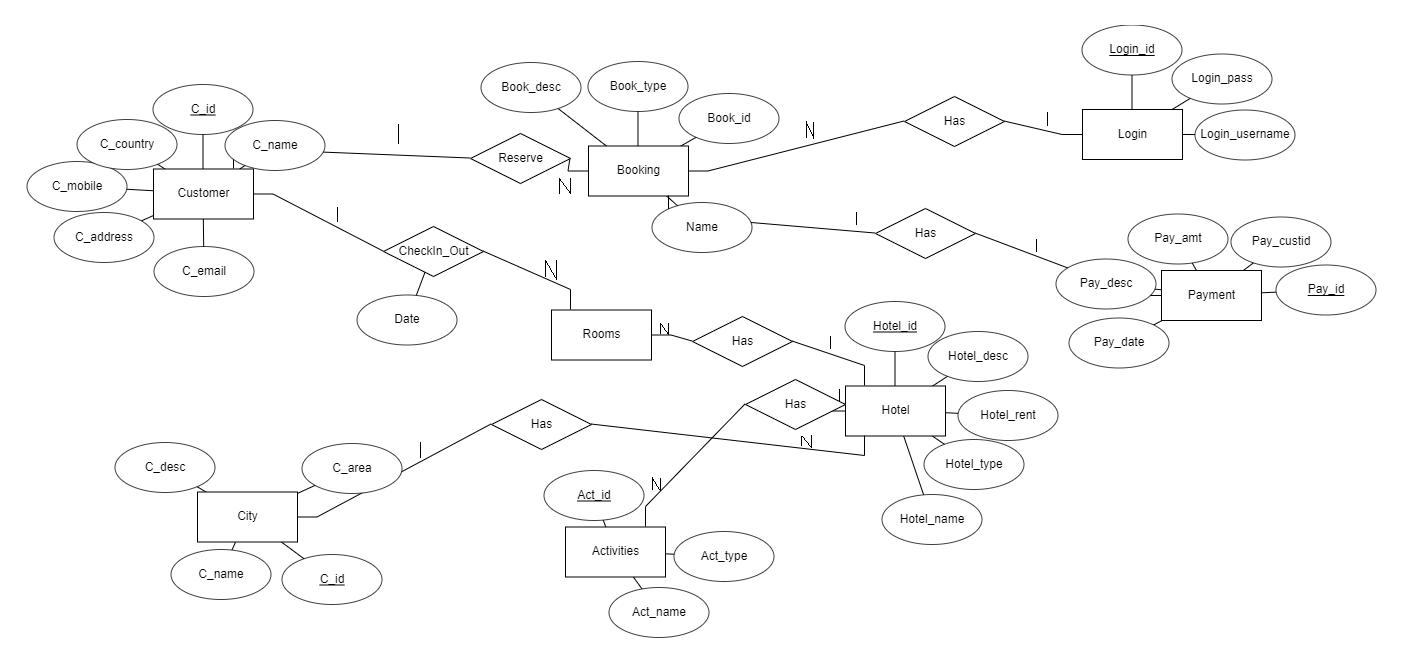 Login_id
Login_pass
Book_desc
Book_type
C_id
Book_id
I
N
Has
I
Login
Login_username
C_country
C_name
Reserve
Booking
N
C_mobile
Customer
C_address
I
C_email
CheckIn_Out
N
Date
Name
I
Has
I
Pay_amt
Pay_custid
Pay_desc
Payment
Pay_id
Pay_date
Rooms
N
Has
I
Hotel_id
Hotel_desc
Has
I
Hotel
Hotel_rent
Hotel_type
Hotel_name
N
Has
I
C_desc
C_area
City
C_name
C_id
N
Act_id
Activities
Act_type
Act_name